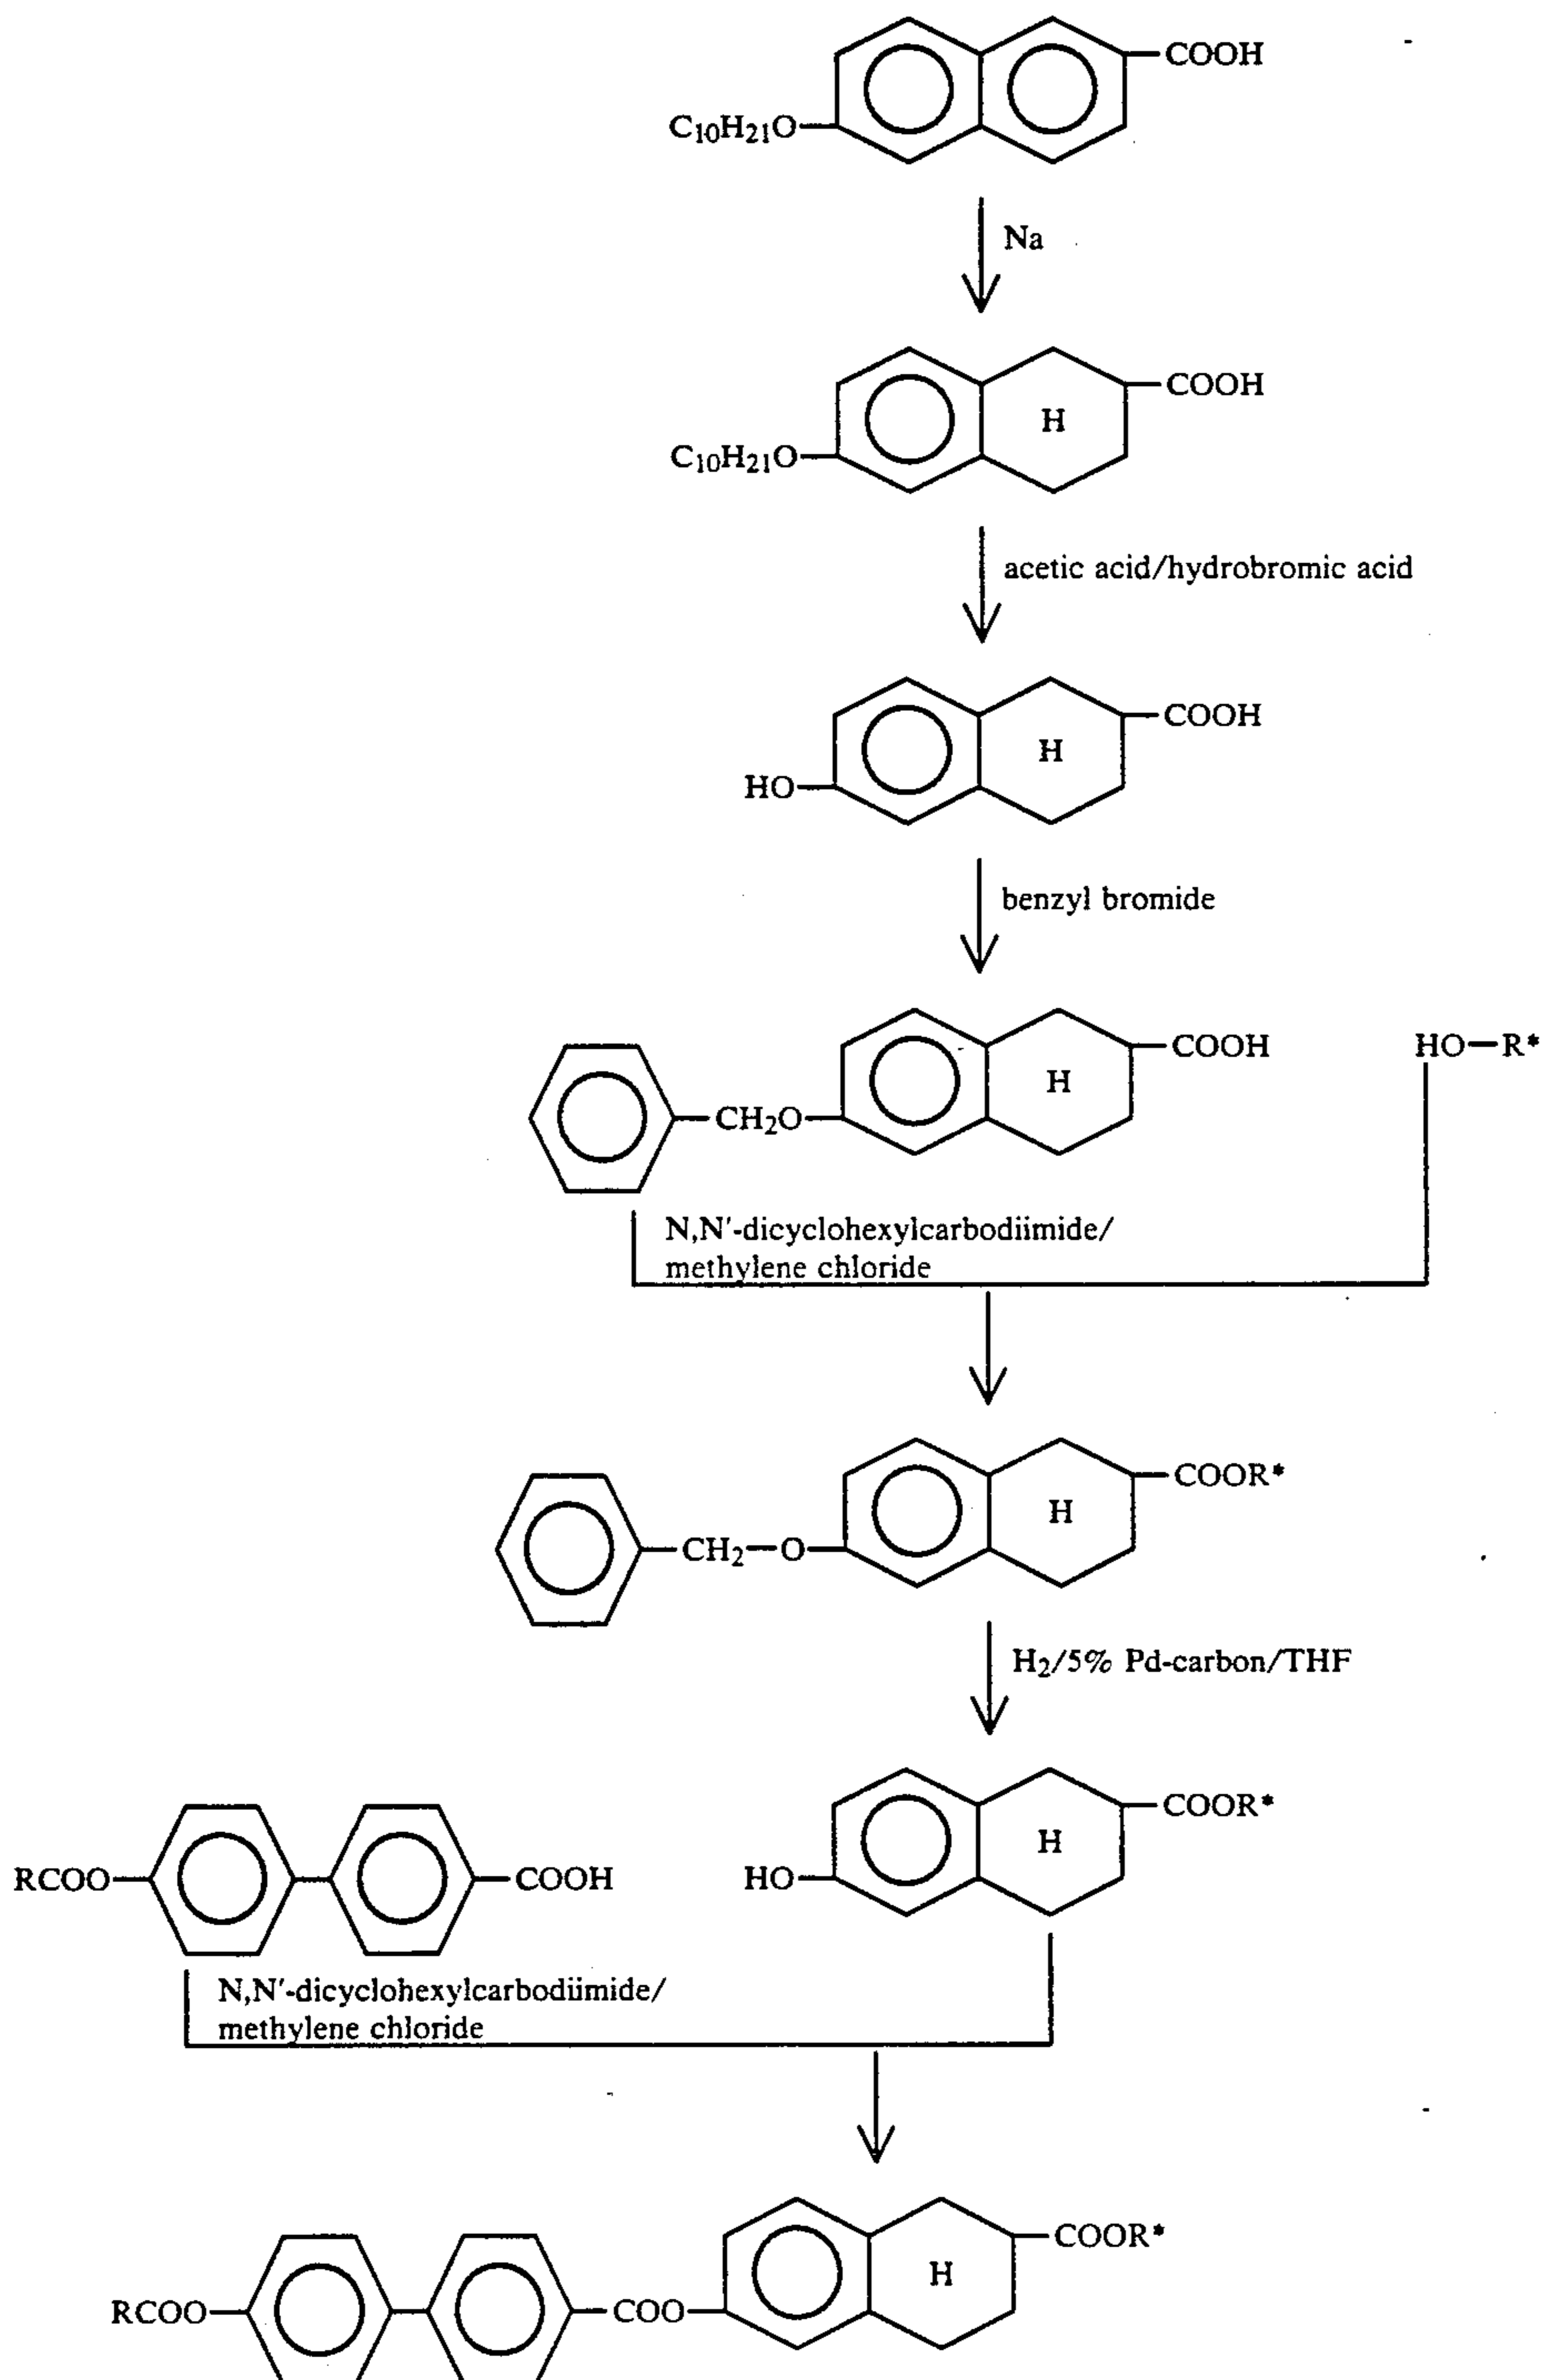 COOH
C₁₀H₂₁O
Na
COOH
H
C₁₀H₂₁O
acetic acid/hydrobromic acid
COOH
H
HO
benzyl bromide
COOH
HO—R*
H
CH₂O
N,N'-dicyclohexylcarbodiimide/
methylene chloride
COOR*
H
CH₂—O
H₂/5% Pd-carbon/THF
COOR*
H
RCOO
COOH
HO
N,N'-dicyclohexylcarbodiimide/
methylene chloride
COOR*
H
RCOO
COO